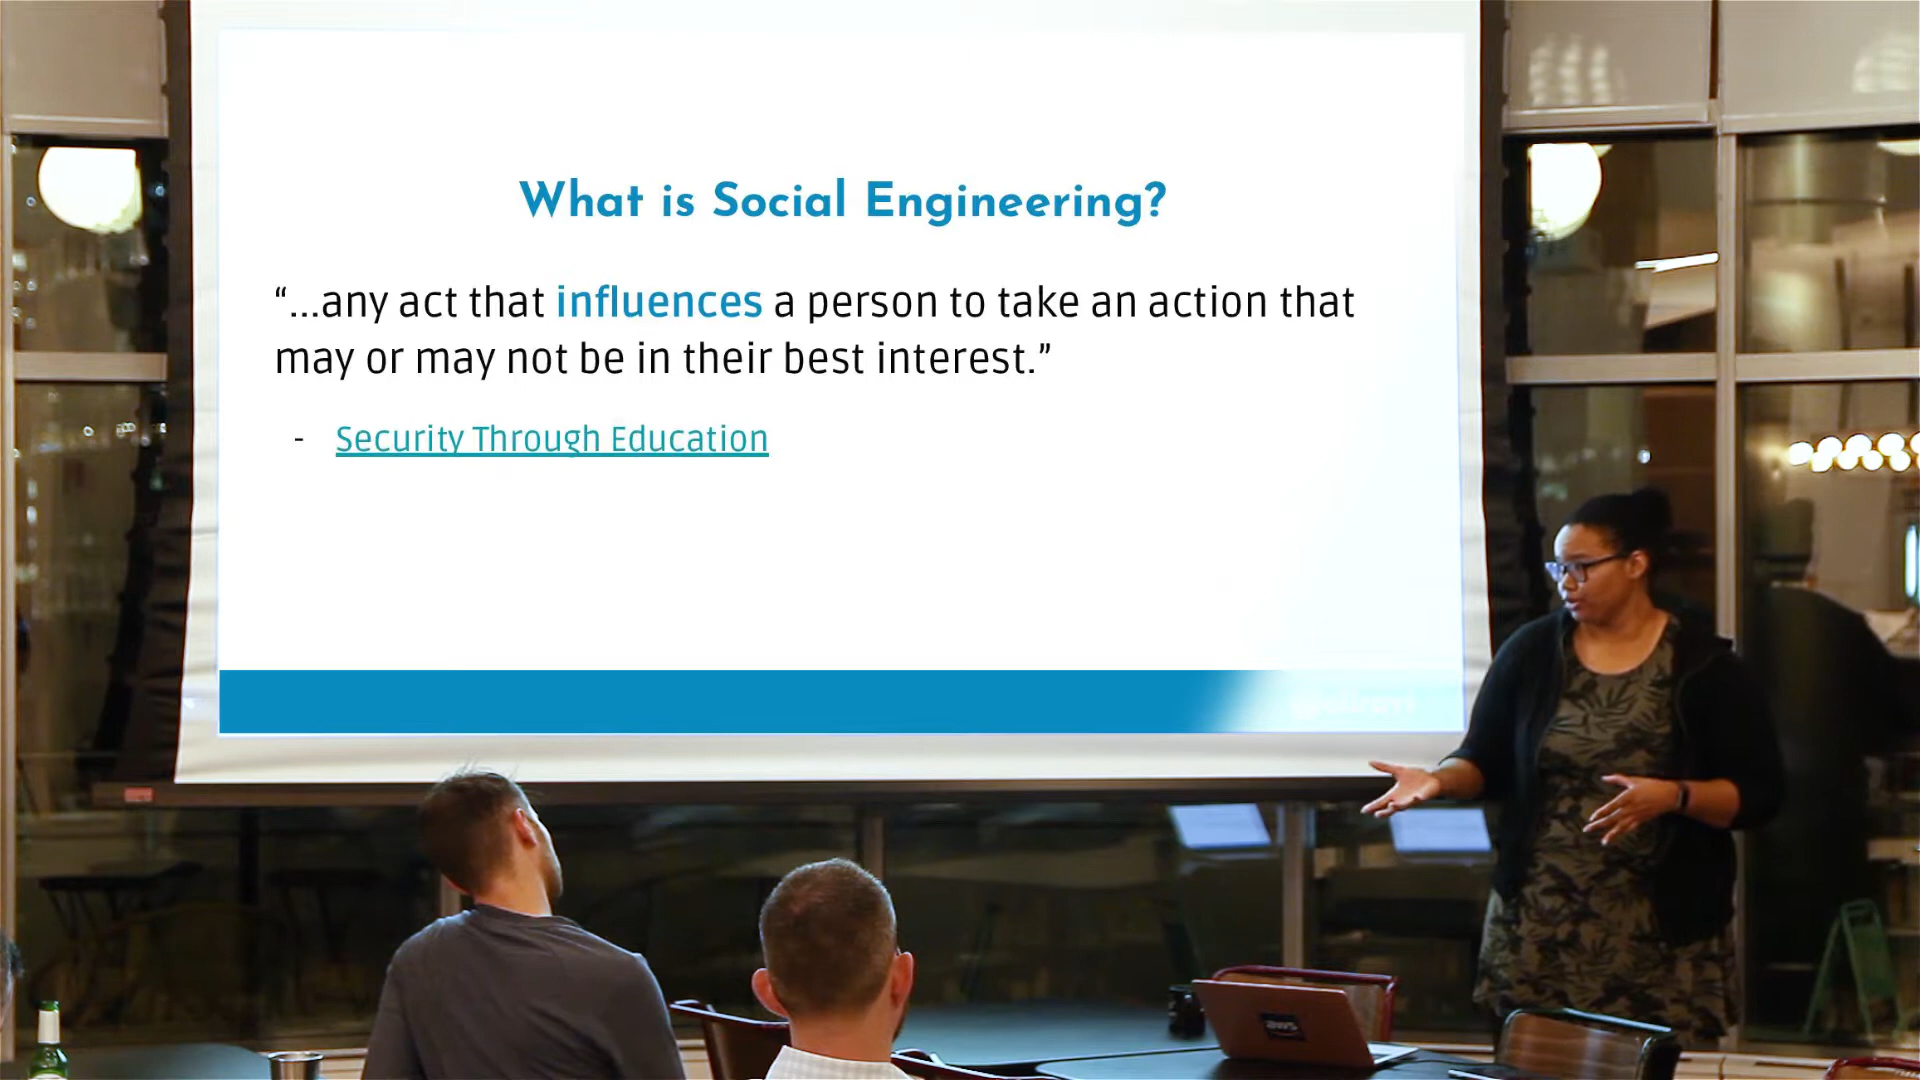 What is Social Engineering?
“...any act that influences a person to take an action that
may or may not be in their best interest.”
- Security Through Education
aws